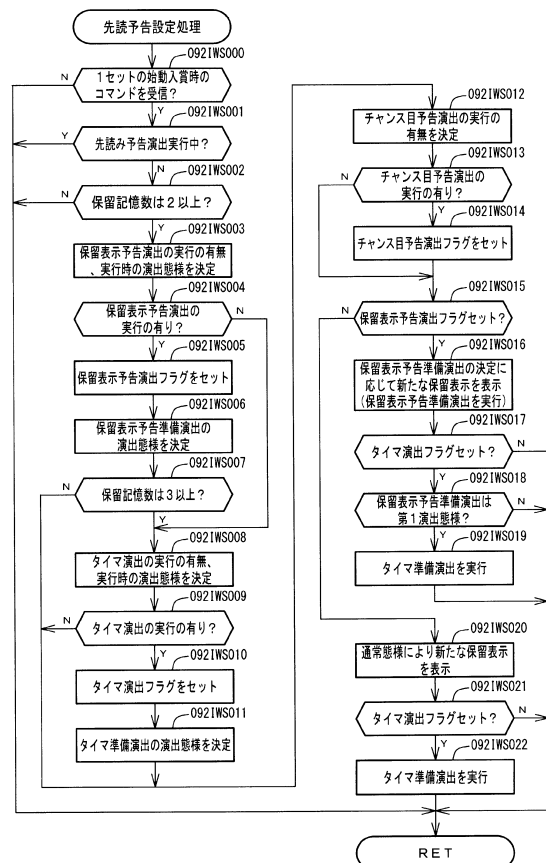 先読予告設定処理
092IWS000
1セットの始動入賞時の
コマンドを受信?
N
Y
092IWS001
先読み予告演出実行中?
Y
N
092IWS002
保留記憶数は2以上?
N
Y
092IWS003
保留表示予告演出の実行の有無
、実行時の演出態様を決定
092IWS004
保留表示予告演出の
実行の有り?
N
Y
092IWS005
保留表示予告演出フラグをセット
092IWS006
保留表示予告準備演出の
演出態様を決定
092IWS007
保留記憶数は3以上?
N
Y
092IWS008
タイマ演出の実行の有無、
実行時の演出態様を決定
092IWS009
タイマ演出の実行の有り?
N
Y
092IWS010
タイマ演出フラグをセット
092IWS011
タイマ準備演出の演出態様を決定
092IWS012
チャンス目予告演出の実行の
有無を決定
092IWS013
チャンス目予告演出の
実行の有り?
N
Y
092IWS014
チャンス目予告演出フラグをセット
092IWS015
保留表示予告演出フラグセット?
N
Y
092IWS016
保留表示予告準備演出の決定に
応じて新たな保留表示を表示
(保留表示予告準備演出を実行)
092IWS017
タイマ演出フラグセット?
N
Y
092IWS018
保留表示予告準備演出は
第1演出態様?
N
Y
092IWS019
タイマ準備演出を実行
092IWS020
通常態様により新たな保留表示
を表示
092IWS021
タイマ演出フラグセット?
N
Y
092IWS022
タイマ準備演出を実行
RET